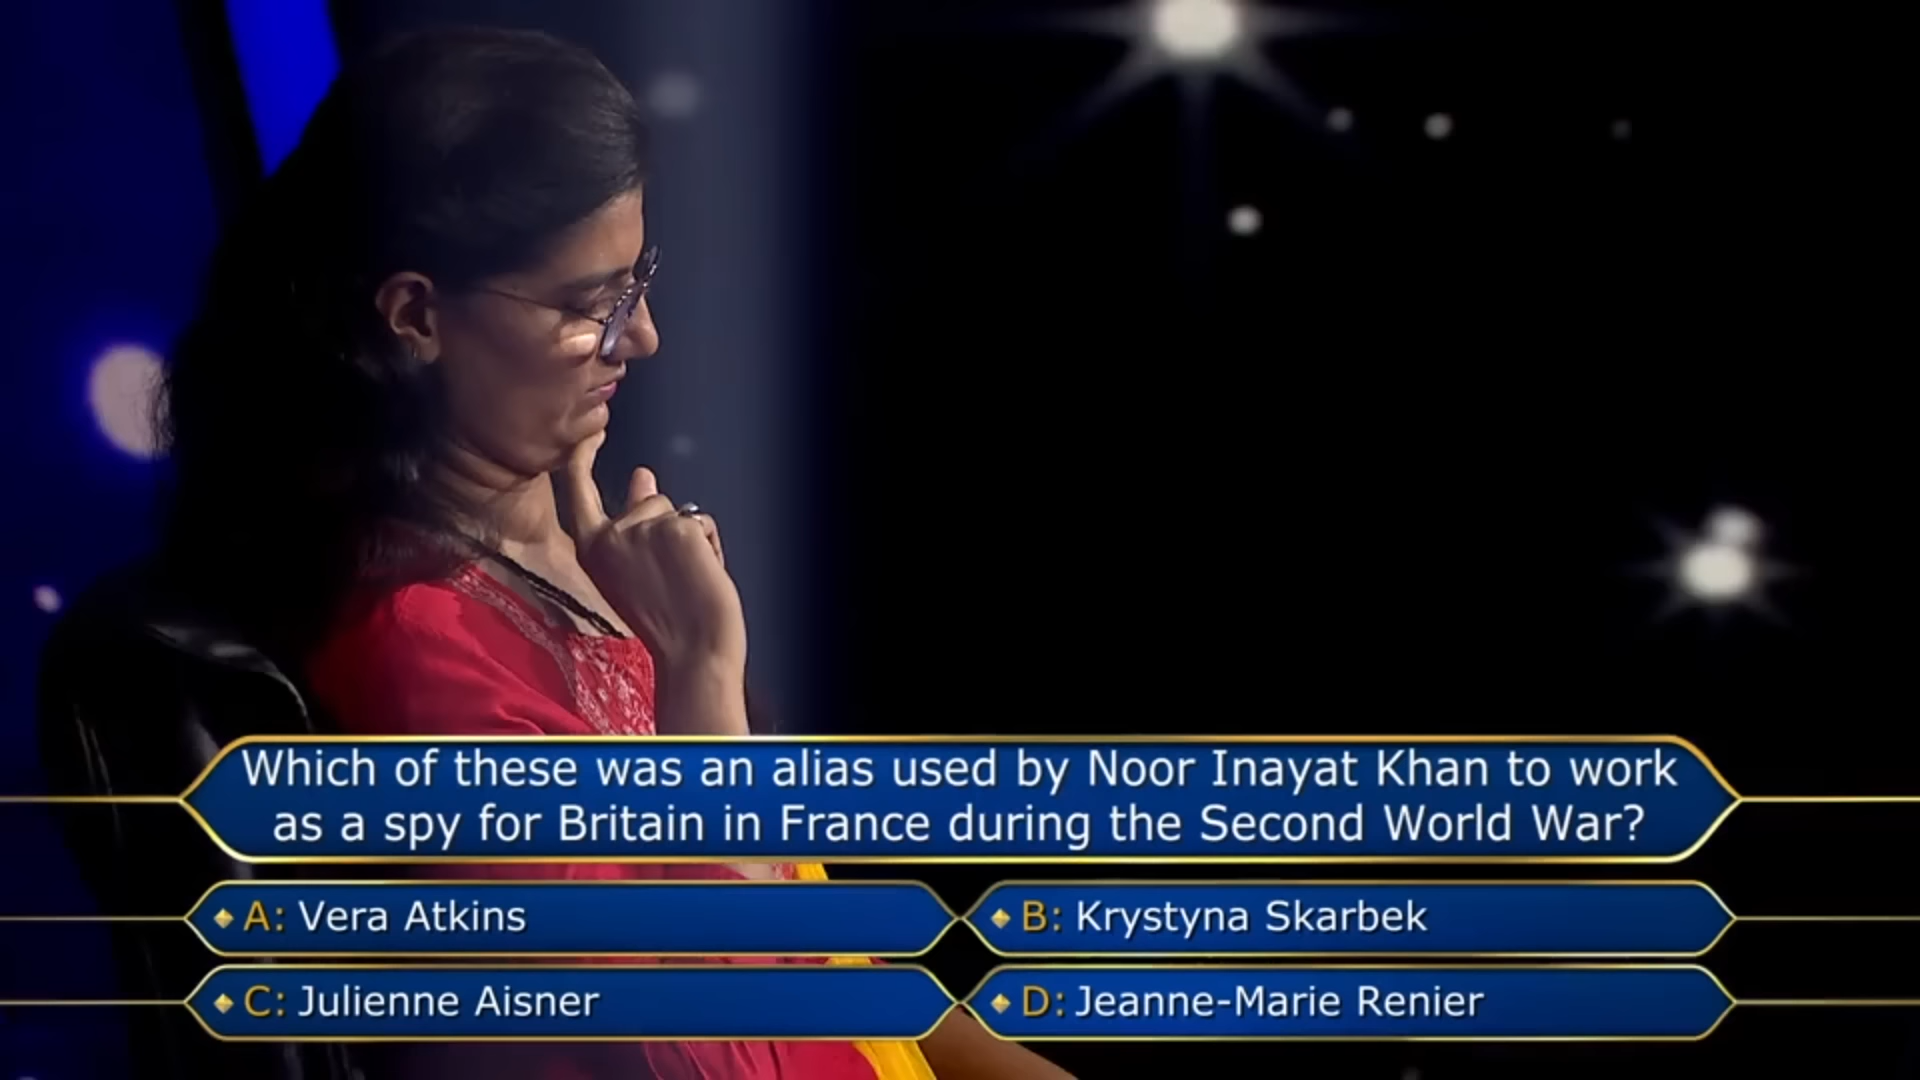 Which of these was an alias used by Noor Inayat Khan to work
as a spy for Britain in France during the Second World War?
A: Vera Atkins
B: Krystyna Skarbek
C: Julienne Aisner
D: Jeanne-Marie Renier